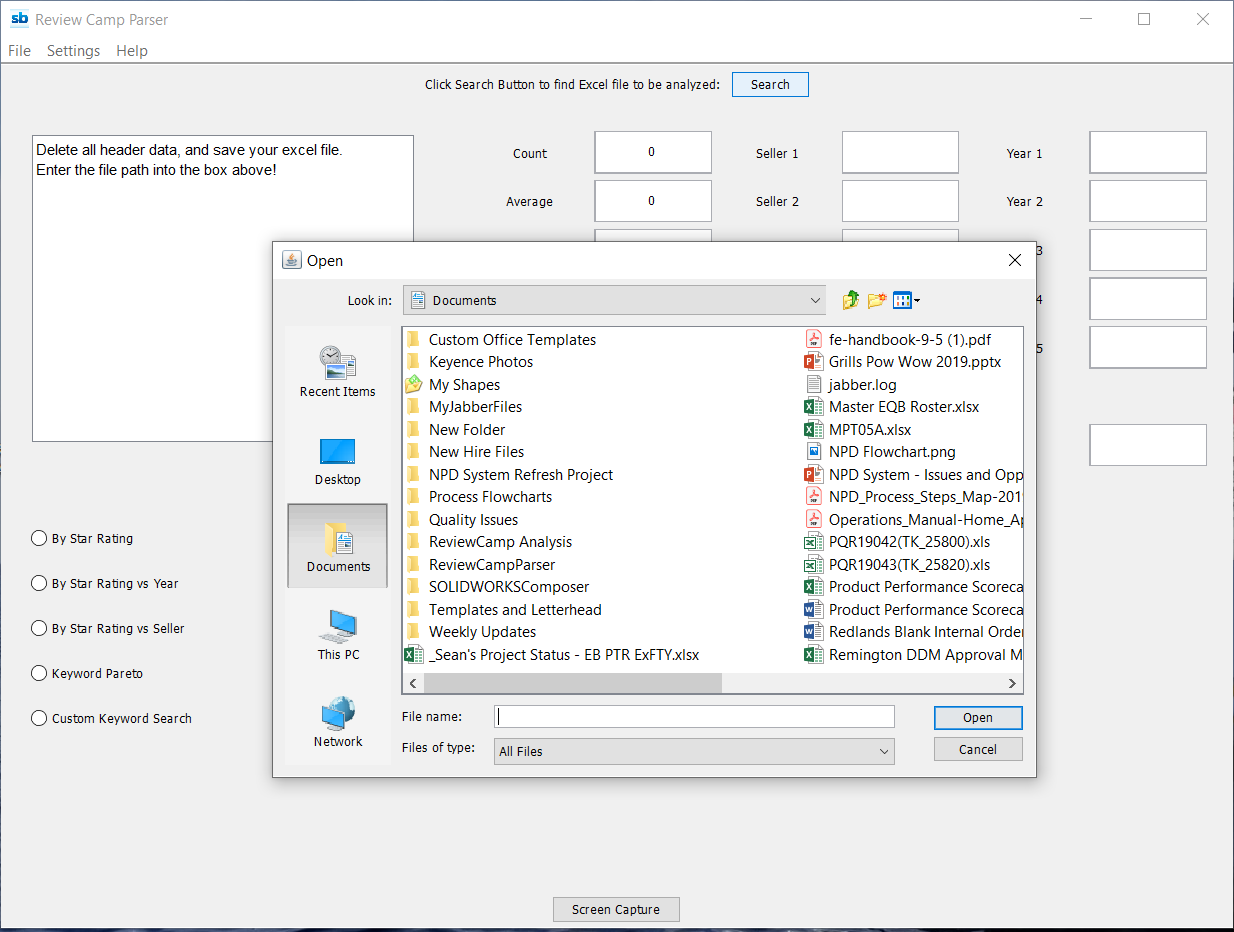 sb Review Camp Parser
File Settings Help
Click Search Button to find Excel file to be analyzed: Search
Delete all header data, and save your excel file.
Enter the file path into the box above!
Count 0 Seller 1 Year 1
Average 0 Seller 2 Year 2
3
4
5
By Star Rating
By Star Rating vs Year
By Star Rating vs Seller
Keyword Pareto
Custom Keyword Search
Open
Look in: Documents
Recent Items
Desktop
Documents
This PC
Network
Custom Office Templates
Keyence Photos
My Shapes
MyJabberFiles
New Folder
New Hire Files
NPD System Refresh Project
Process Flowcharts
Quality Issues
ReviewCamp Analysis
ReviewCampParser
SOLIDWORKSComposer
Templates and Letterhead
Weekly Updates
_Sean's Project Status - EB PTR ExFTY.xlsx
fe-handbook-9-5 (1).pdf
Grills Pow Wow 2019.pptx
jabber.log
Master EQB Roster.xlsx
MPT05A.xlsx
NPD Flowchart.png
NPD System - Issues and Opp
NPD_Process_Steps_Map-201
Operations_Manual-Home_Ap
PQR19042(TK_25800).xls
PQR19043(TK_25820).xls
Product Performance Scoreca
Product Performance Scoreca
Redlands Blank Internal Order
Remington DDM Approval M
File name:
Open
Files of type: All Files
Cancel
Screen Capture